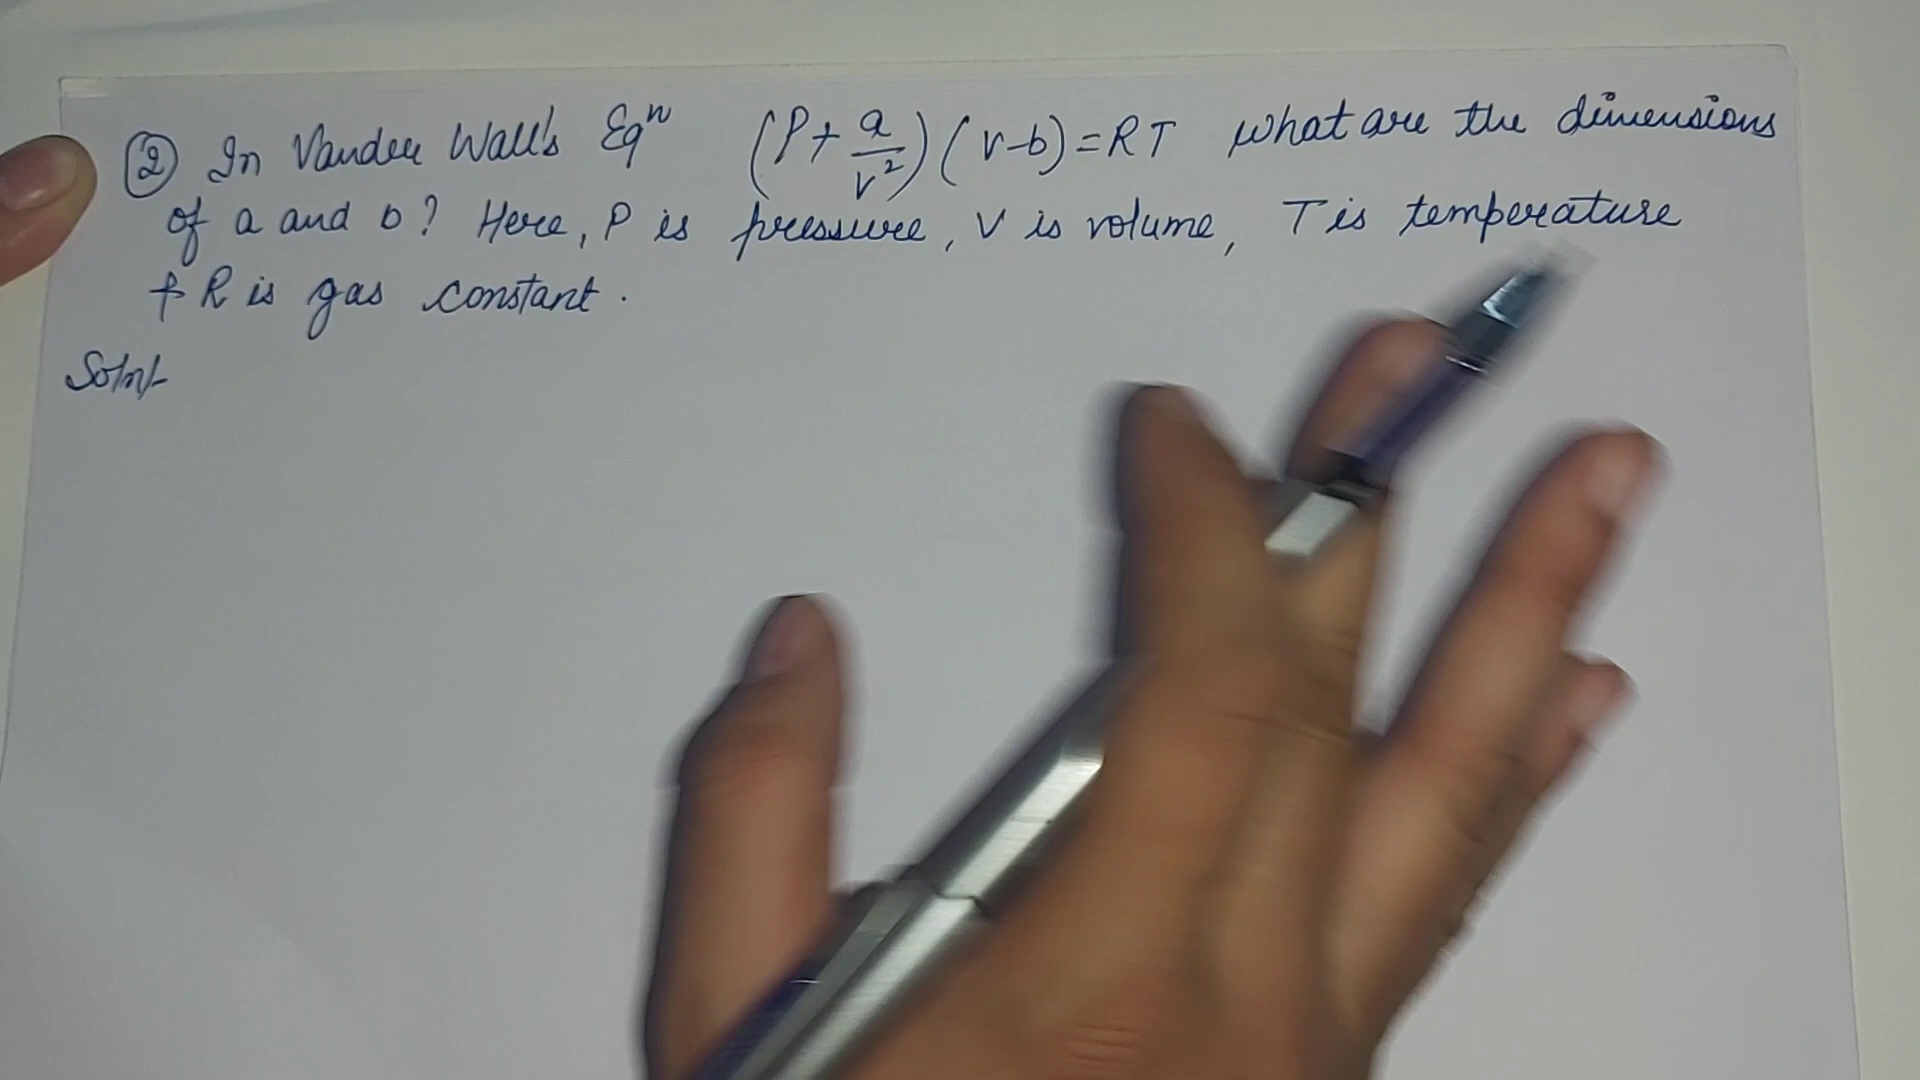 ② In Vander Wall's Eqⁿ (P + a/v²) (v-b) = RT what are the dimensions
of a and b? Here, P is pressure, V is volume, T is temperature
& R is gas constant.
Soln/-